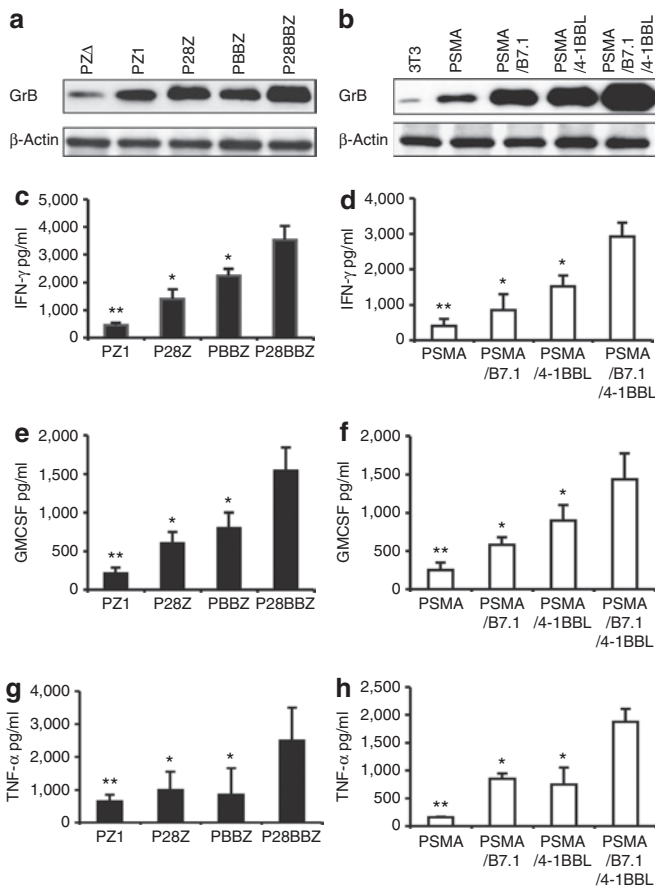 a
PZΔ
PZ1
P28Z
PBBZ
P28BBZ
GrB
β-Actin
b
3T3
PSMA
PSMA
/B7.1
PSMA
/4-1BBL
PSMA
/B7.1
/4-1BBL
GrB
β-Actin
c
IFN-γ pg/ml
5,000
4,000
3,000
2,000
1,000
0
**
*
*
PZ1 P28Z PBBZ P28BBZ
d
IFN-γ pg/ml
4,000
3,000
2,000
1,000
0
**
*
*
PSMA PSMA PSMA PSMA
/B7.1 /4-1BBL /B7.1
/4-1BBL
e
GMCSF pg/ml
2,000
1,500
1,000
500
0
**
*
*
PZ1 P28Z PBBZ P28BBZ
f
GMCSF pg/ml
2,000
1,500
1,000
500
0
**
*
*
PSMA PSMA PSMA PSMA
/B7.1 /4-1BBL /B7.1
/4-1BBL
g
TNF-α pg/ml
4,000
3,000
2,000
1,000
0
**
*
*
PZ1 P28Z PBBZ P28BBZ
h
TNF-α pg/ml
2,500
2,000
1,500
1,000
500
0
**
*
*
PSMA PSMA PSMA PSMA
/B7.1 /4-1BBL /B7.1
/4-1BBL